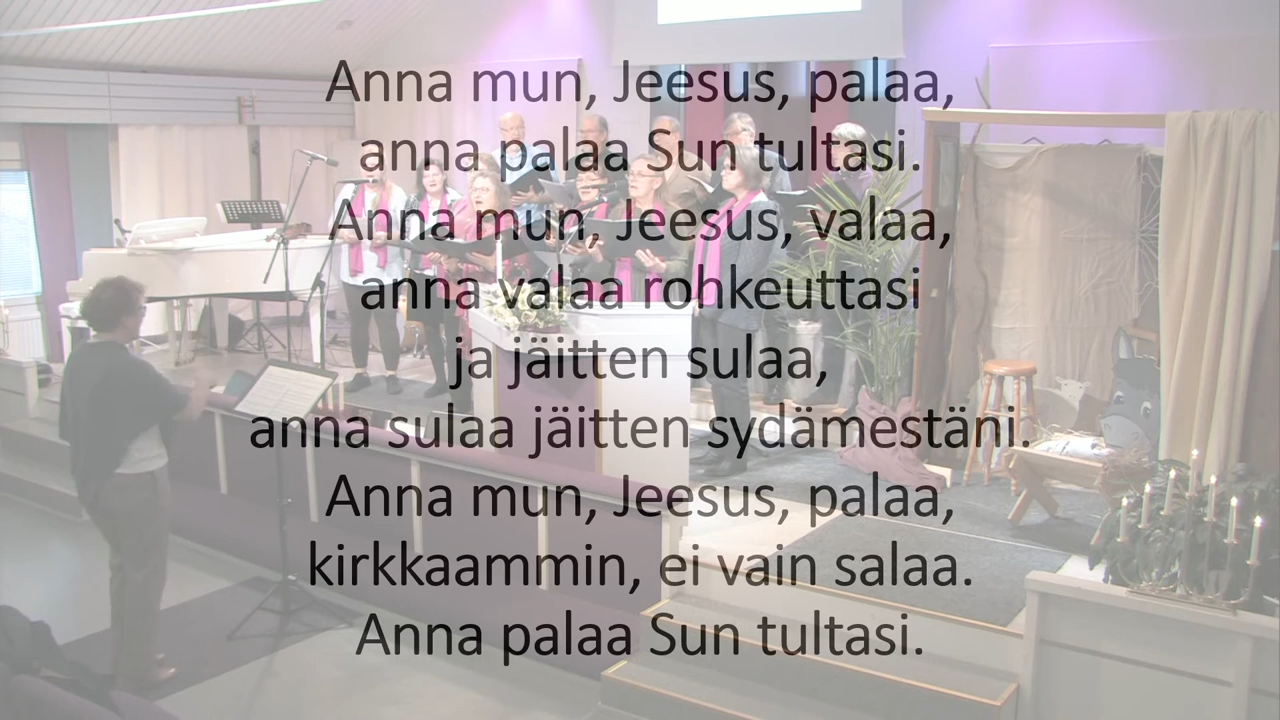 Anna mun, Jeesus, palaa,
anna palaa Sun tultasi.
Anna mun, Jeesus, valaa,
anna valaa rohkeuttasi
ja jäitten sulaa,
anna sulaa jäitten sydämestäni.
Anna mun, Jeesus, palaa,
kirkkaammin, ei vain salaa.
Anna palaa Sun tultasi.